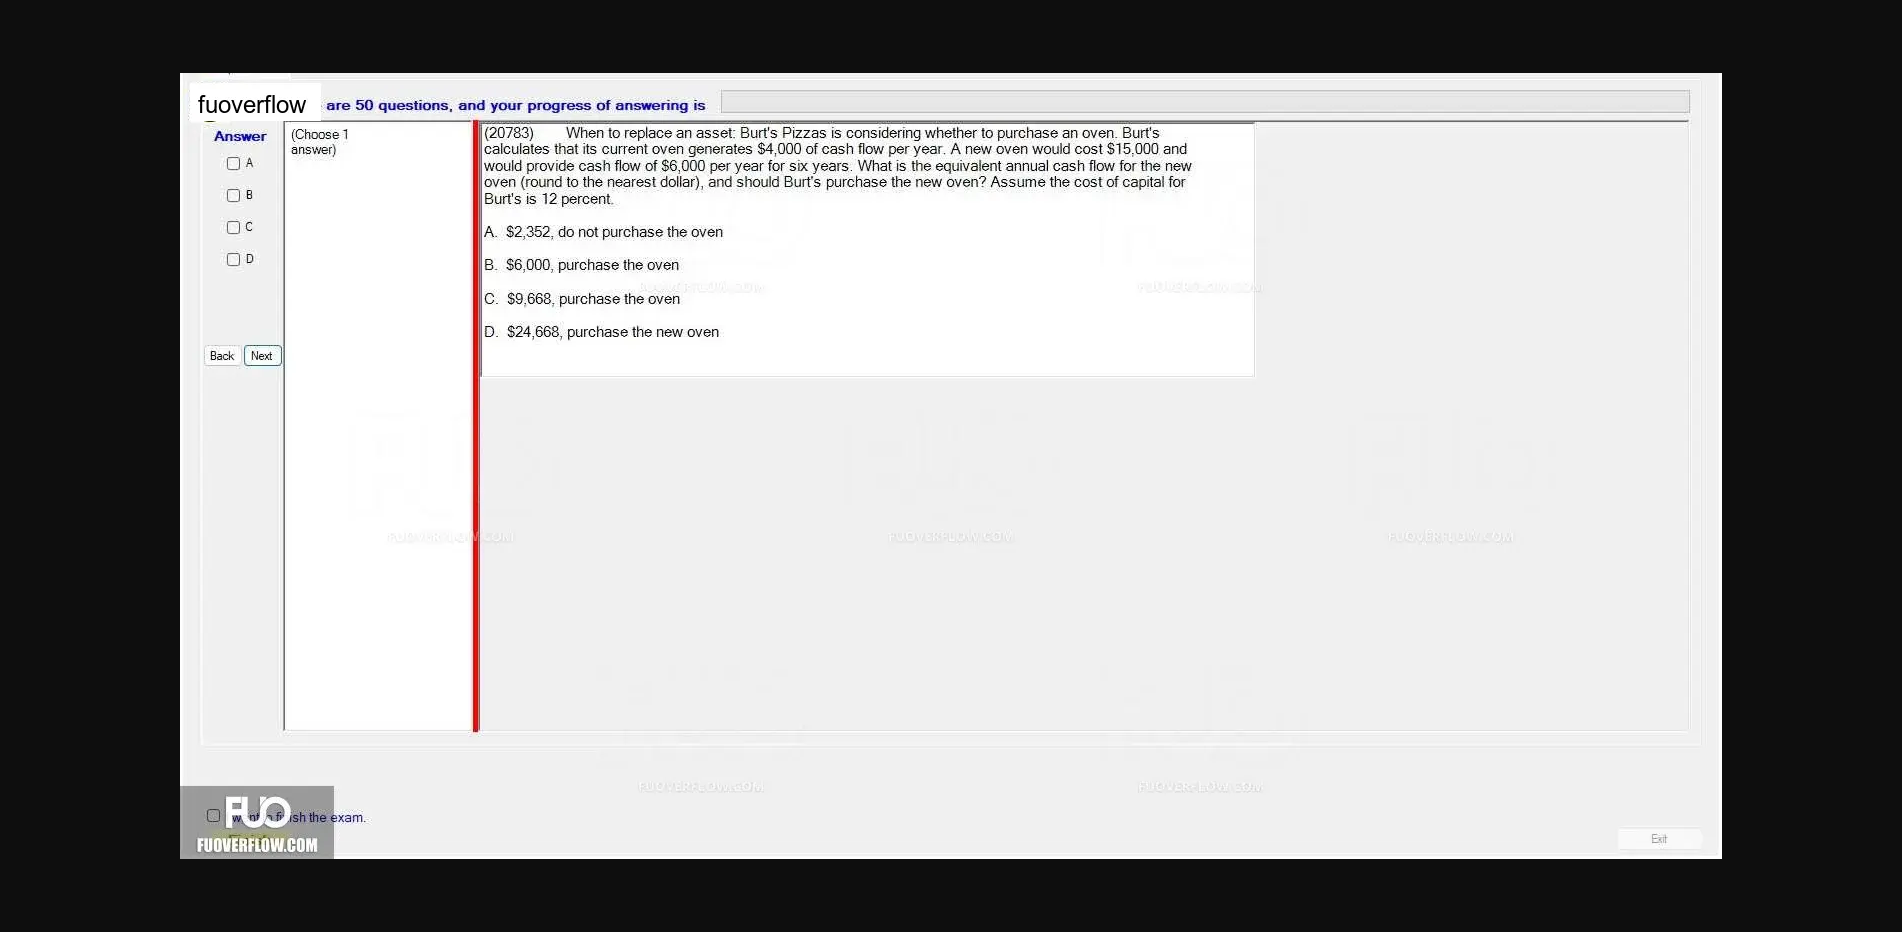 fuoverflow
are 50 questions, and your progress of answering is
Answer
A
B
C
D
Back Next
(Choose 1
answer)
(20783) When to replace an asset: Burt's Pizzas is considering whether to purchase an oven. Burt's
calculates that its current oven generates $4,000 of cash flow per year. A new oven would cost $15,000 and
would provide cash flow of $6,000 per year for six years. What is the equivalent annual cash flow for the new
oven (round to the nearest dollar), and should Burt's purchase the new oven? Assume the cost of capital for
Burt's is 12 percent.
A. $2,352, do not purchase the oven
B. $6,000, purchase the oven
C. $9,668, purchase the oven
D. $24,668, purchase the new oven
FUOVERFLOW.COM
FUOVERFLOW.COM
FUOVERFLOW.COM
FUOVERFLOW.COM
FUOVERFLOW.COM
FUOVERFLOW.COM
FUOVERFLOW.COM
FUO
the exam.
FUOVERFLOW.COM
Exit